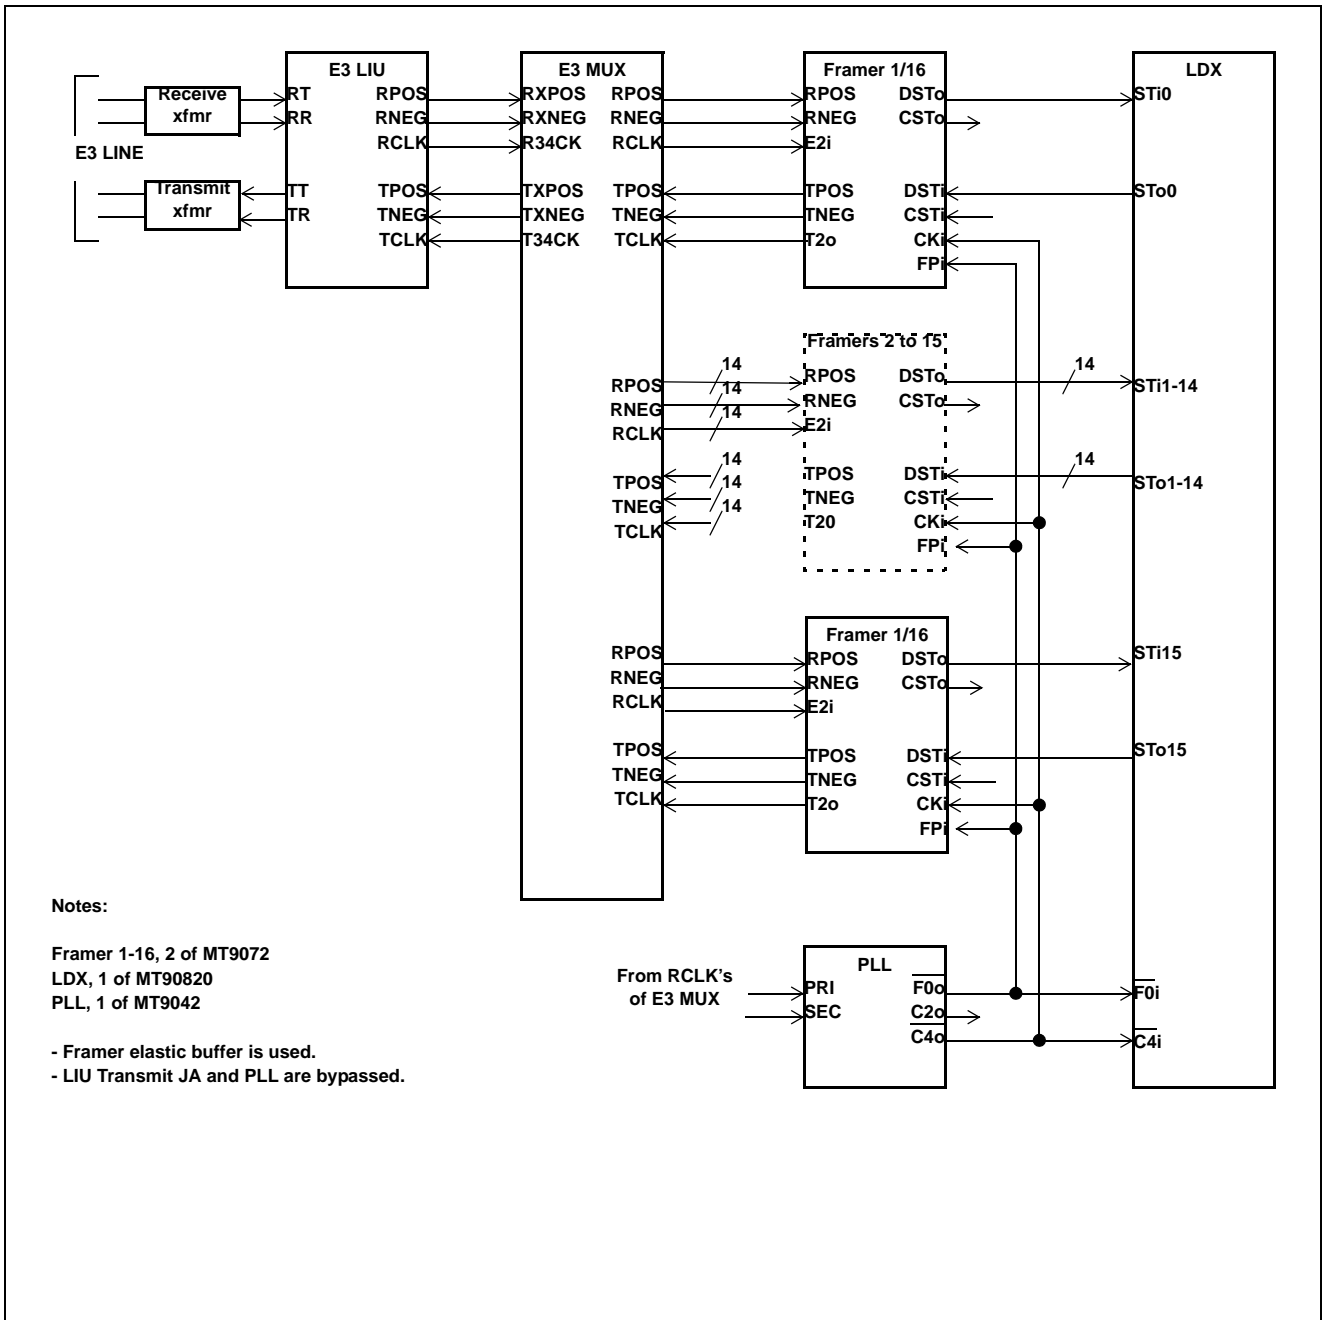 E3 LIU
E3 MUX
Framer 1/16
LDX
Receive
xfmr
RT
RR
RPOS
RNEG
RCLK
RXPOS
RXNEG
R34CK
RPOS
RNEG
RCLK
RPOS
RNEG
E2i
DSTo
CSTo
STi0
E3 LINE
Transmit
xfmr
TT
TR
TPOS
TNEG
TCLK
TXPOS
TXNEG
T34CK
TPOS
TNEG
TCLK
TPOS
TNEG
T2o
DSTi
CSTi
CKi
FPi
STo0
Framers 2 to 15
14
14
14
RPOS
RNEG
RCLK
RPOS
RNEG
E2i
DSTo
CSTo
14
STi1-14
14
14
14
TPOS
TNEG
TCLK
TPOS
TNEG
T20
DSTi
CSTi
CKi
FPi
14
STo1-14
Framer 1/16
RPOS
RNEG
RCLK
RPOS
RNEG
E2i
DSTo
CSTo
STi15
TPOS
TNEG
TCLK
TPOS
TNEG
T2o
DSTi
CSTi
CKi
FPi
STo15
Notes:
Framer 1-16, 2 of MT9072
LDX, 1 of MT90820
PLL, 1 of MT9042
- Framer elastic buffer is used.
- LIU Transmit JA and PLL are bypassed.
From RCLK's
of E3 MUX
PLL
PRI
SEC
F0o
C2o
C4o
F0i
C4i